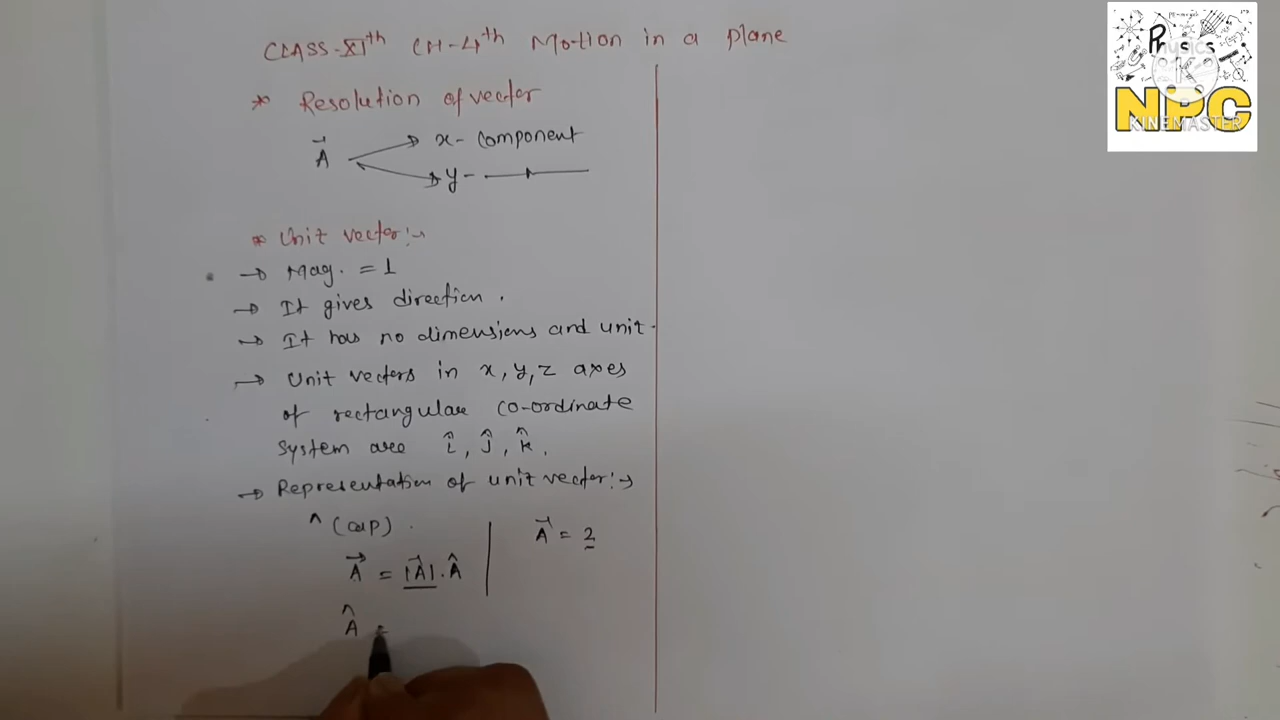 CLASS-XIth CH-4th Motion in a plane
* Resolution of vector
A⃗ x- component
y- —
* Unit vector:-
→ Mag. = 1
→ It gives direction.
→ It has no dimensions and unit.
→ Unit vectors in x, y, z axes
of rectangular co-ordinate
system are î, ĵ, k̂.
→ Representation of unit vector:→
^ (cap).
A⃗ = |A⃗|.Â
A⃗ = 2
Â =
Physics
K
NPC
KINEMASTER